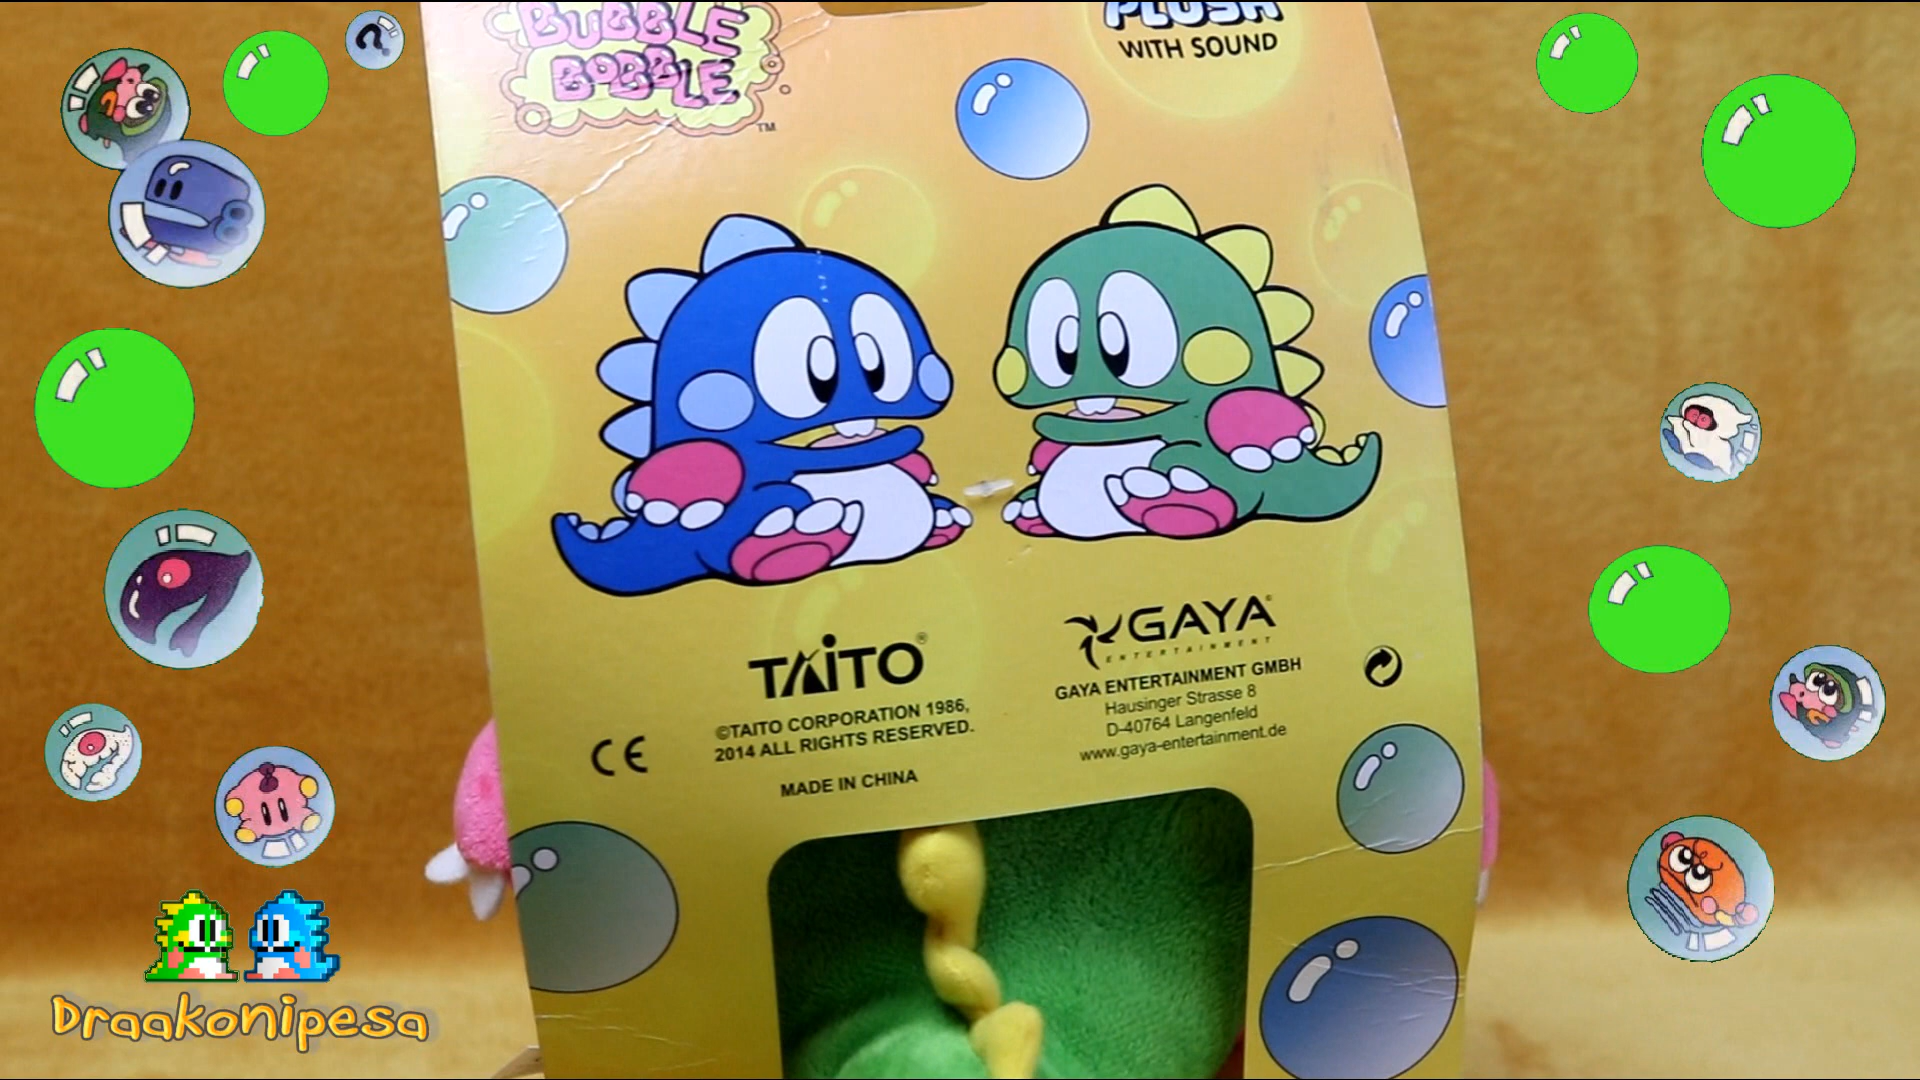 BUBBLE
BOBBLE
TM
PLUSH
WITH SOUND
?
TAITO®
©TAITO CORPORATION 1986,
2014 ALL RIGHTS RESERVED.
MADE IN CHINA
CE
GAYA®
ENTERTAINMENT
GAYA ENTERTAINMENT GMBH
Hausinger Strasse 8
D-40764 Langenfeld
www.gaya-entertainment.de
Draakonipesa